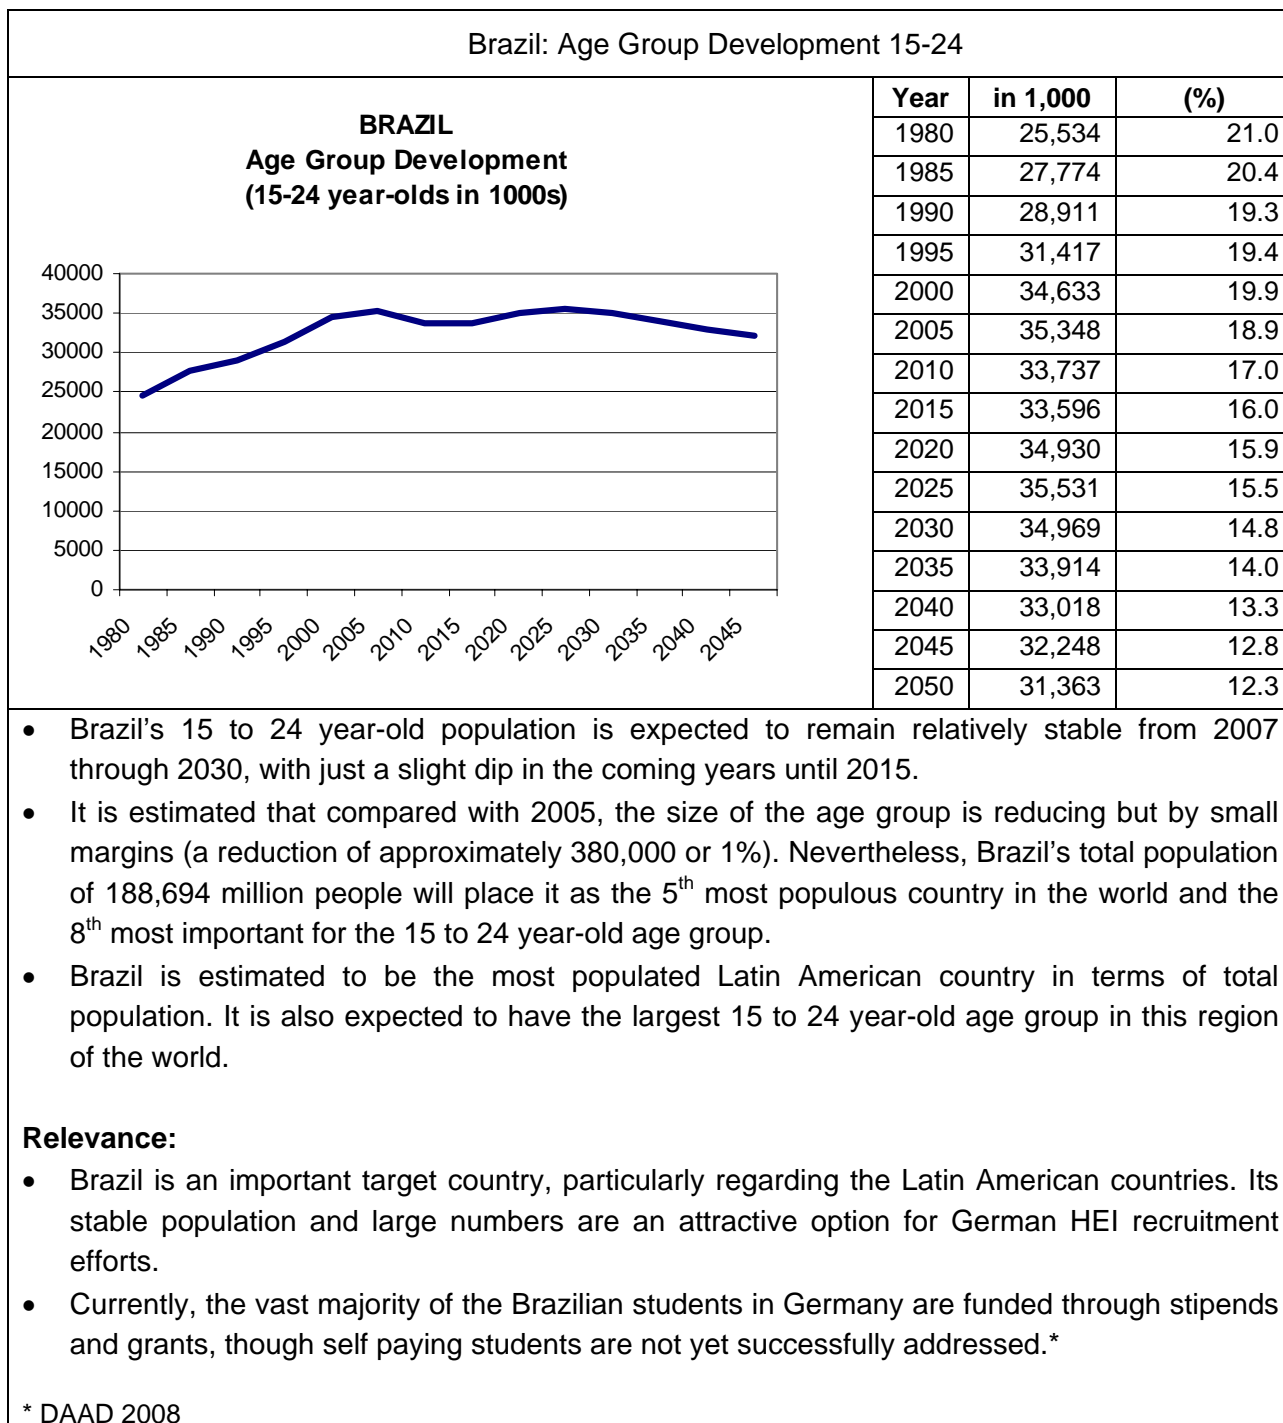 Brazil: Age Group Development 15-24
BRAZIL
Age Group Development
(15-24 year-olds in 1000s)
40000
35000
30000
25000
20000
15000
10000
5000
0
1980 1985 1990 1995 2000 2005 2010 2015 2020 2025 2030 2035 2040 2045
Year in 1,000 (%)
1980 25,534 21.0
1985 27,774 20.4
1990 28,911 19.3
1995 31,417 19.4
2000 34,633 19.9
2005 35,348 18.9
2010 33,737 17.0
2015 33,596 16.0
2020 34,930 15.9
2025 35,531 15.5
2030 34,969 14.8
2035 33,914 14.0
2040 33,018 13.3
2045 32,248 12.8
2050 31,363 12.3
• Brazil’s 15 to 24 year-old population is expected to remain relatively stable from 2007
through 2030, with just a slight dip in the coming years until 2015.
• It is estimated that compared with 2005, the size of the age group is reducing but by small
margins (a reduction of approximately 380,000 or 1%). Nevertheless, Brazil’s total population
of 188,694 million people will place it as the 5th most populous country in the world and the
8th most important for the 15 to 24 year-old age group.
• Brazil is estimated to be the most populated Latin American country in terms of total
population. It is also expected to have the largest 15 to 24 year-old age group in this region
of the world.
Relevance:
• Brazil is an important target country, particularly regarding the Latin American countries. Its
stable population and large numbers are an attractive option for German HEI recruitment
efforts.
• Currently, the vast majority of the Brazilian students in Germany are funded through stipends
and grants, though self paying students are not yet successfully addressed.*
* DAAD 2008